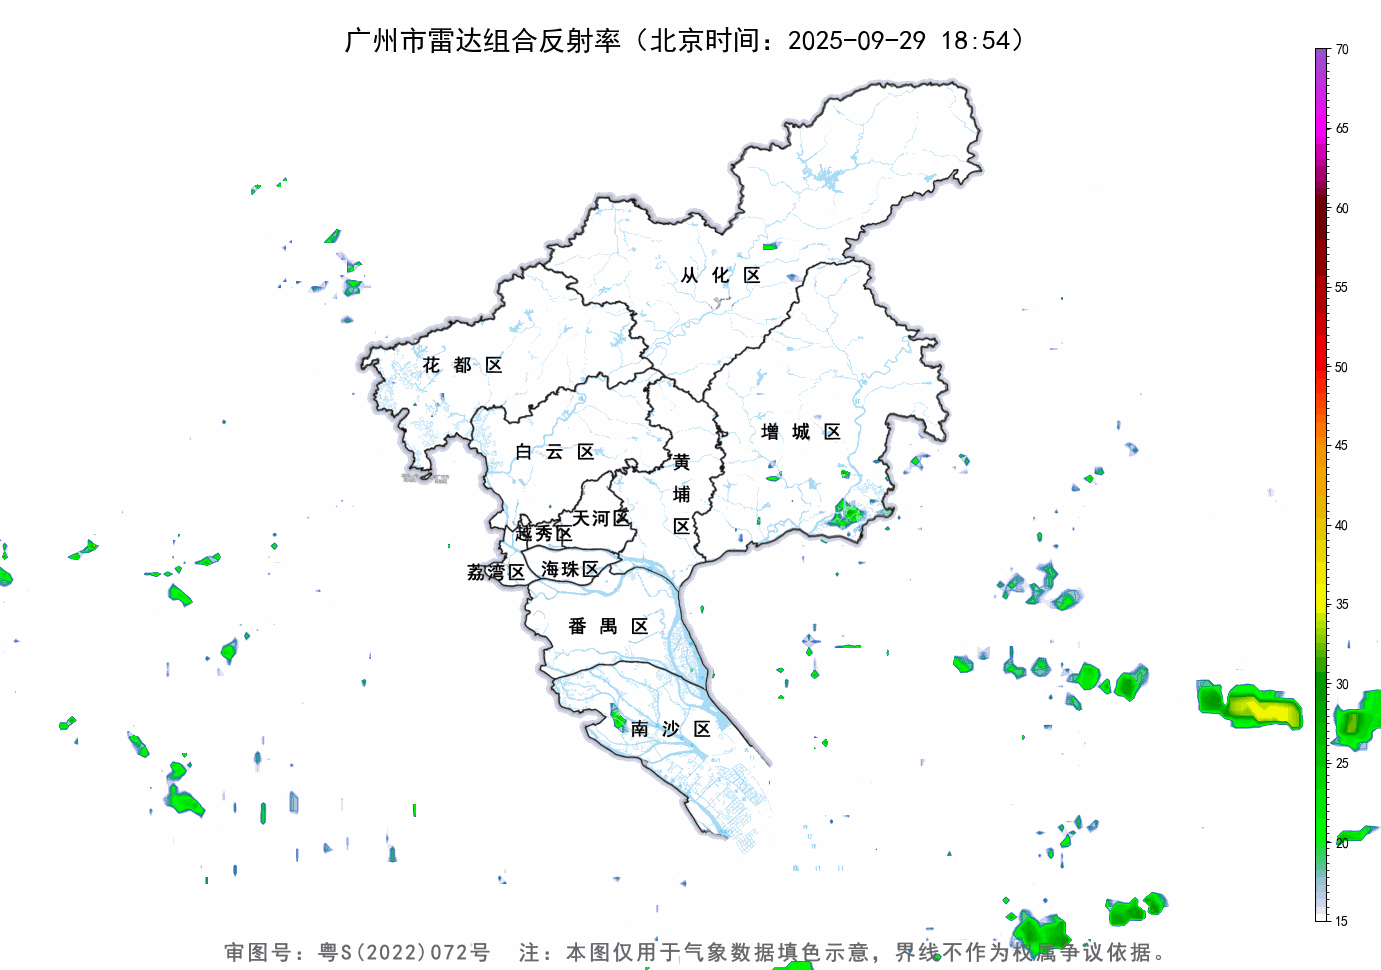 广州市雷达组合反射率（北京时间：2025-09-29 18:54）
70
65
60
55
50
45
40
35
30
25
20
15
从化区
花都区
增城区
白云区
黄埔区
天河区
越秀区
荔湾区
海珠区
番禺区
南沙区
审图号：粤S(2022)072号 注：本图仅用于气象数据填色示意，界线不作为权属争议依据。